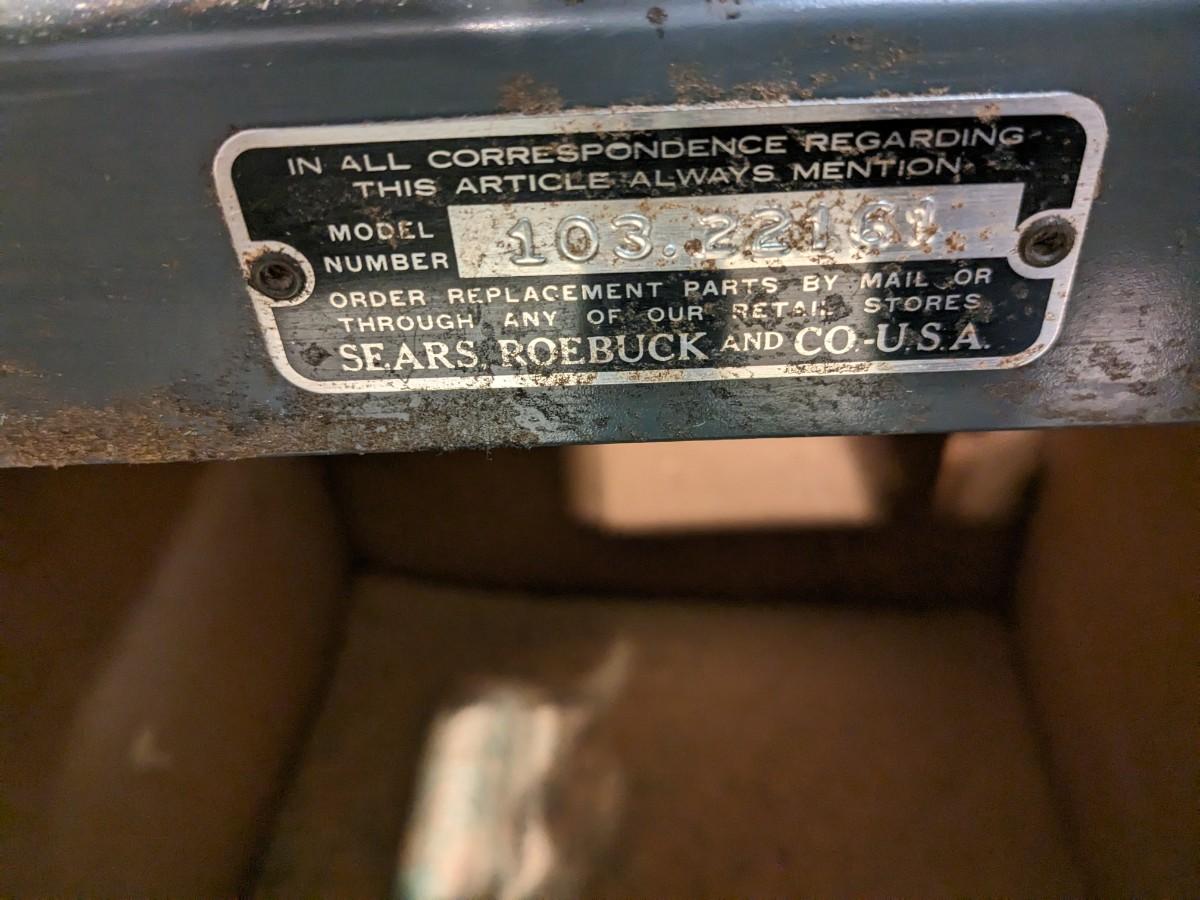 IN ALL CORRESPONDENCE REGARDING
THIS ARTICLE ALWAYS MENTION
MODEL
NUMBER
103.22161
ORDER REPLACEMENT PARTS BY MAIL OR
THROUGH ANY OF OUR RETAIL STORES
SEARS, ROEBUCK AND CO.-U.S.A.